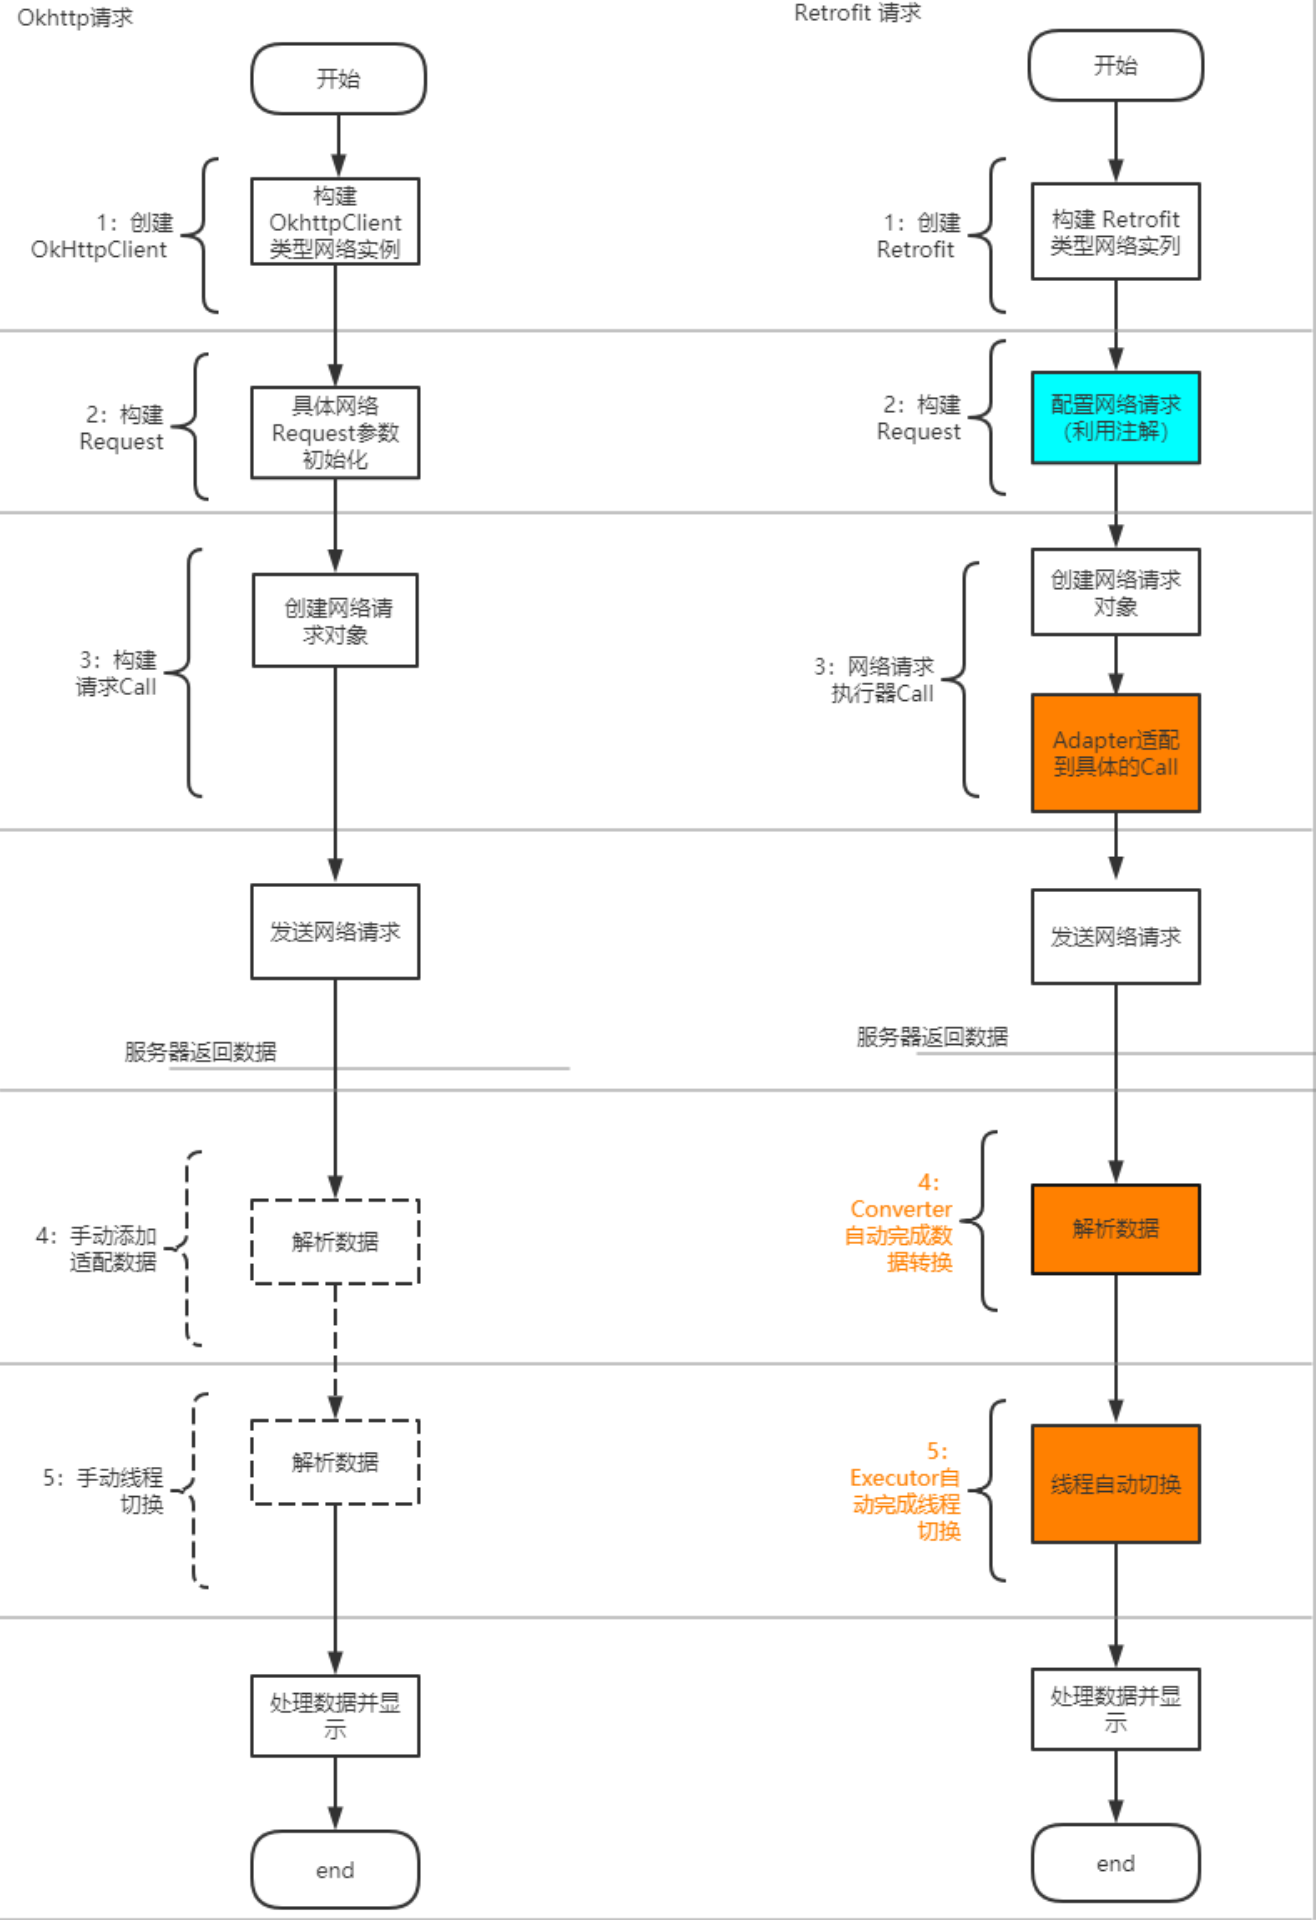 Okhttp请求
开始
1：创建
OkHttpClient
构建
OkhttpClient
类型网络实例
2：构建
Request
具体网络
Request参数
初始化
3：构建
请求Call
创建网络请
求对象
发送网络请求
服务器返回数据
4：手动添加
适配数据
解析数据
5：手动线程
切换
解析数据
处理数据并显
示
end
Retrofit 请求
开始
1：创建
Retrofit
构建 Retrofit
类型网络实列
2：构建
Request
配置网络请求
（利用注解）
3：网络请求
执行器Call
创建网络请求
对象
Adapter适配
到具体的Call
发送网络请求
服务器返回数据
4：
Converter
自动完成数
据转换
解析数据
5：
Executor自
动完成线程
切换
线程自动切换
处理数据并显
示
end